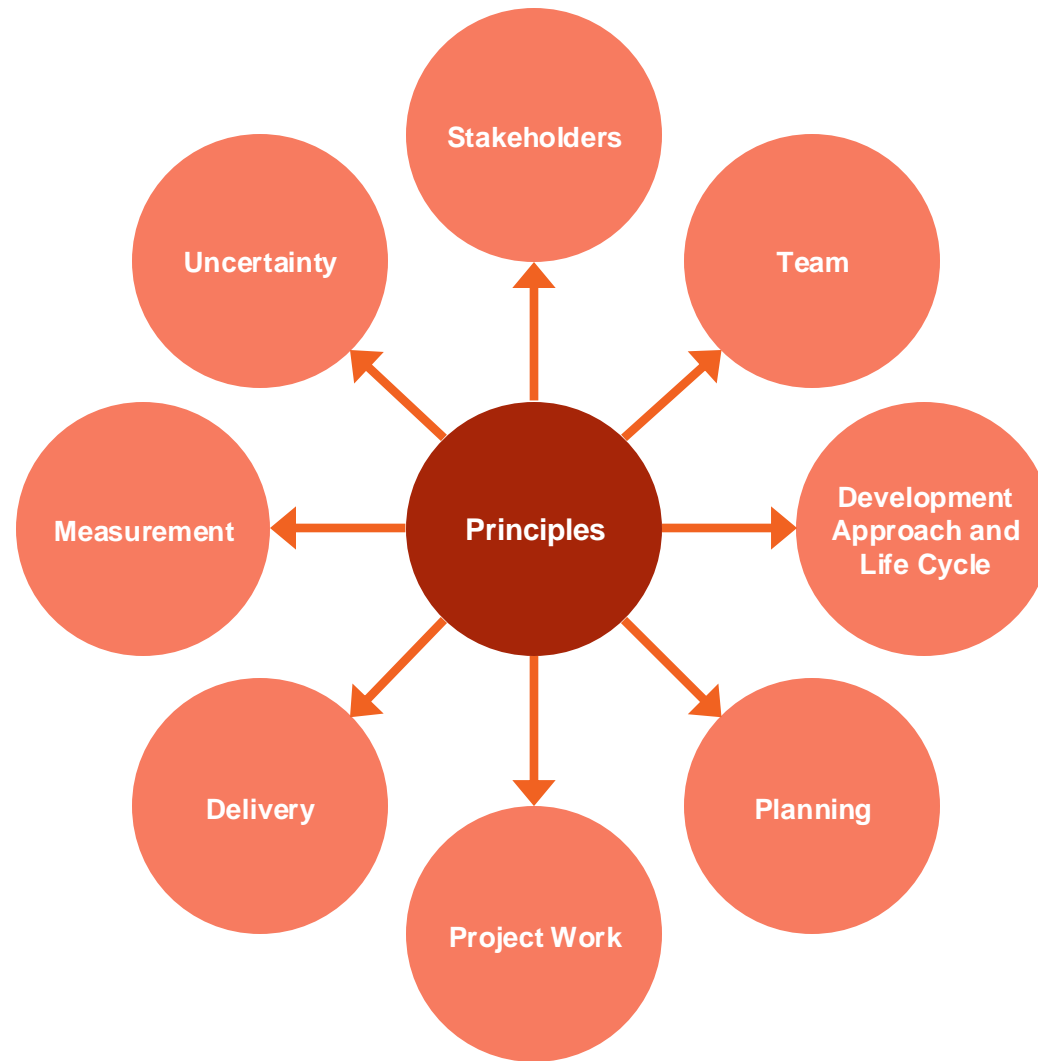 Stakeholders
Uncertainty
Team
Measurement
Principles
Development
Approach and
Life Cycle
Delivery
Planning
Project Work